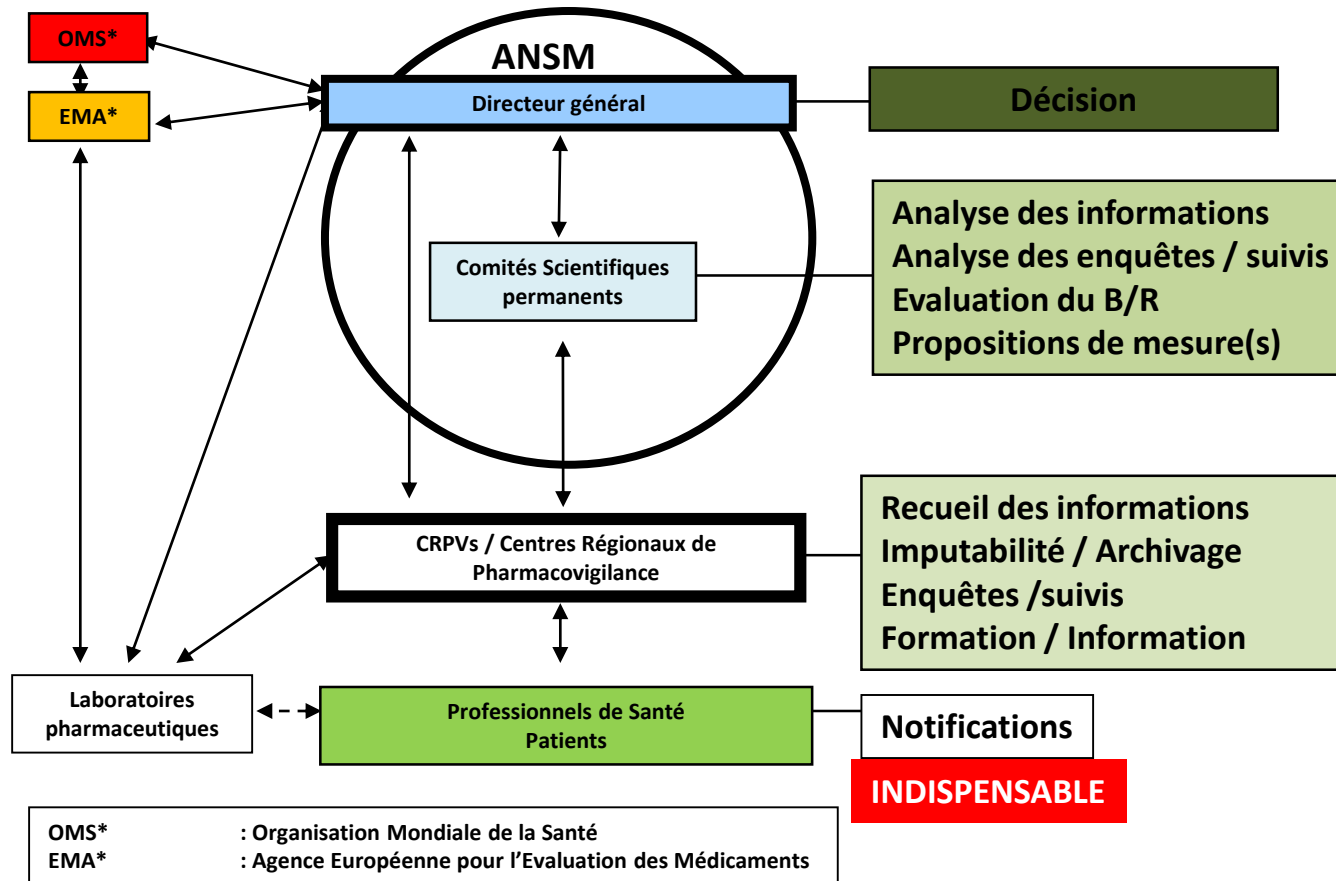 OMS*
ANSM
EMA*
Directeur général
Décision
Comités Scientifiques
permanents
Analyse des informations
Analyse des enquêtes / suivis
Evaluation du B/R
Propositions de mesure(s)
CRPVs / Centres Régionaux de
Pharmacovigilance
Recueil des informations
Imputabilité / Archivage
Enquêtes /suivis
Formation / Information
Laboratoires
pharmaceutiques
Professionnels de Santé
Patients
Notifications
INDISPENSABLE
OMS* : Organisation Mondiale de la Santé
EMA* : Agence Européenne pour l’Evaluation des Médicaments